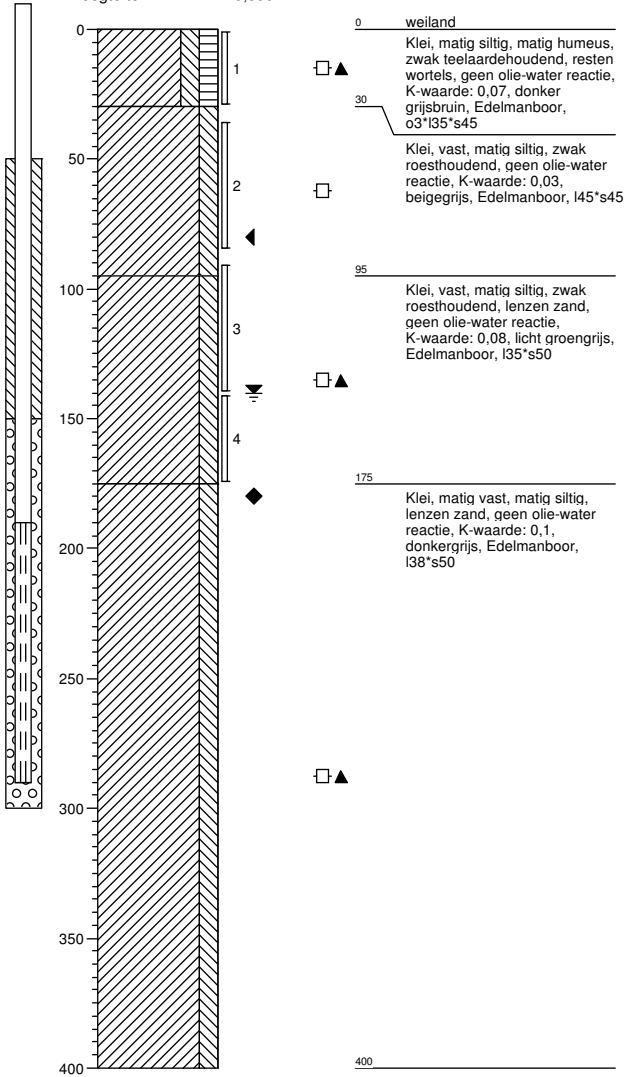 0
50
100
150
200
250
300
350
400
1
2
3
4
0 weiland
Klei, matig siltig, matig humeus,
zwak teelaardehoudend, resten
wortels, geen olie-water reactie,
K-waarde: 0,07, donker
grijsbruin, Edelmanboor,
o3*l35*s45
30
Klei, vast, matig siltig, zwak
roesthoudend, geen olie-water
reactie, K-waarde: 0,03,
beigegrijs, Edelmanboor, l45*s45
95
Klei, vast, matig siltig, zwak
roesthoudend, lenzen zand,
geen olie-water reactie,
K-waarde: 0,08, licht groengrijs,
Edelmanboor, l35*s50
175
Klei, matig vast, matig siltig,
lenzen zand, geen olie-water
reactie, K-waarde: 0,1,
donkergrijs, Edelmanboor,
l38*s50
400